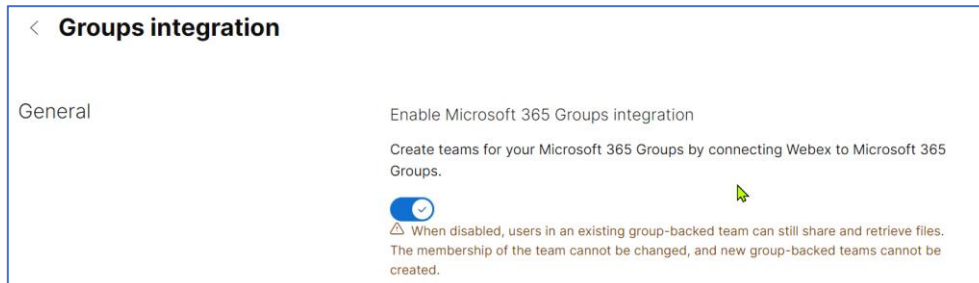 Groups integration
General
Enable Microsoft 365 Groups integration
Create teams for your Microsoft 365 Groups by connecting Webex to Microsoft 365
Groups.
When disabled, users in an existing group-backed team can still share and retrieve files.
The membership of the team cannot be changed, and new group-backed teams cannot be
created.